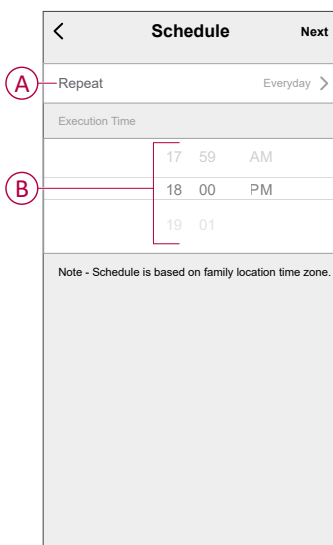 Schedule Next
A Repeat Everyday
Execution Time
17 59 AM
B 18 00 PM
19 01
Note - Schedule is based on family location time zone.